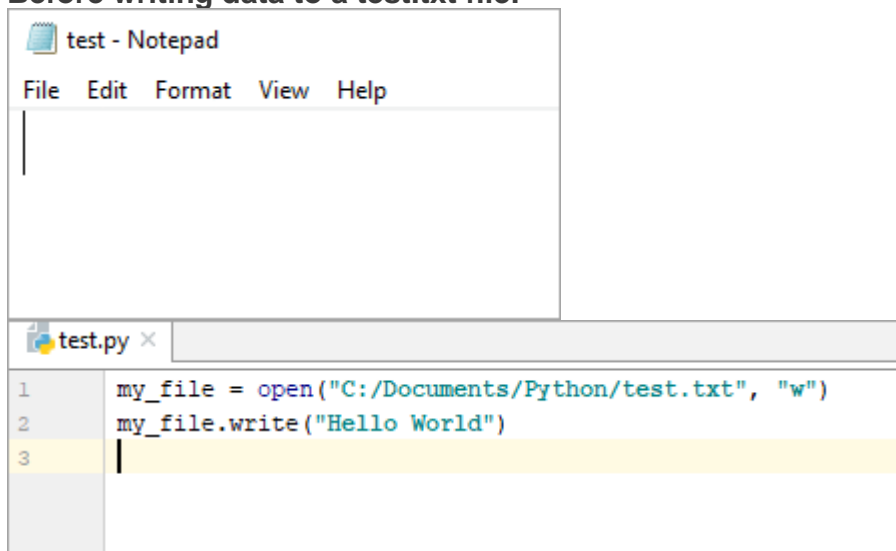 Before writing data to a test.txt file:
test - Notepad
File Edit Format View Help
test.py ×
1 my_file = open("C:/Documents/Python/test.txt", "w")
2 my_file.write("Hello World")
3